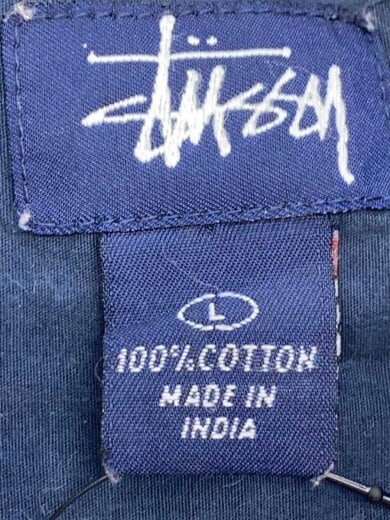 STÜSSY
L
100% COTTON
MADE IN
INDIA